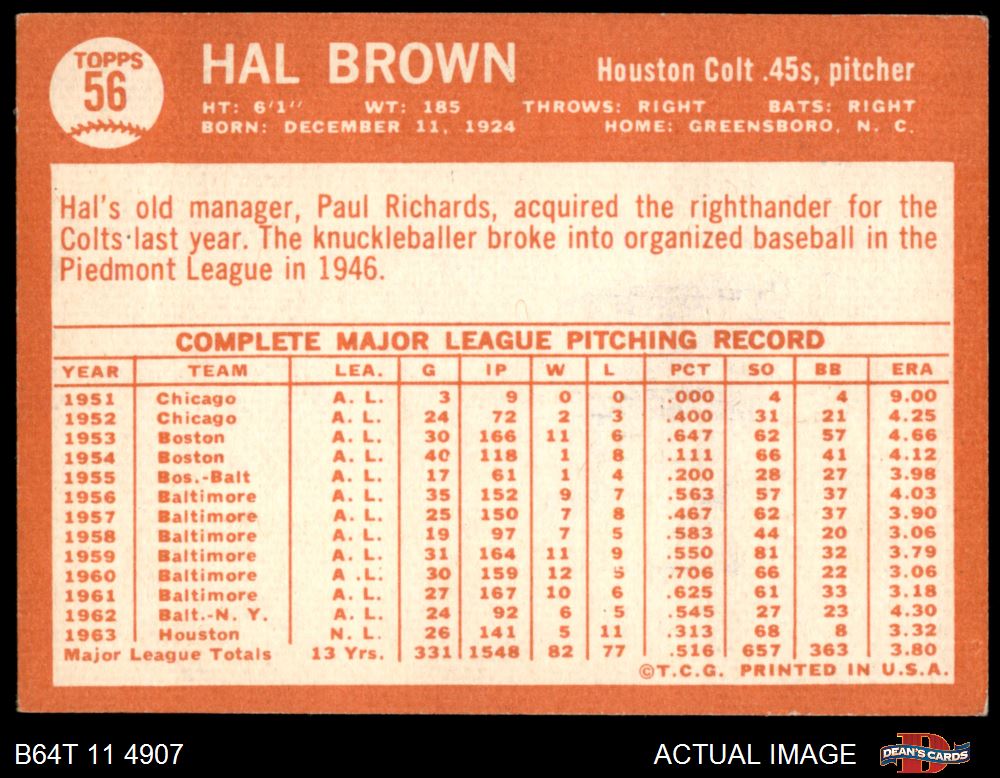 TOPPS
56
HAL BROWN
Houston Colt .45s, pitcher
HT: 6'1" WT: 185 THROWS: RIGHT BATS: RIGHT
BORN: DECEMBER 11, 1924 HOME: GREENSBORO, N. C.
Hal's old manager, Paul Richards, acquired the righthander for the
Colts last year. The knuckleballer broke into organized baseball in the
Piedmont League in 1946.
COMPLETE MAJOR LEAGUE PITCHING RECORD
YEAR TEAM LEA. G IP W L PCT SO BB ERA
1951 Chicago A. L. 3 9 0 0 .000 4 4 9.00
1952 Chicago A. L. 24 72 2 3 .400 31 21 4.25
1953 Boston A. L. 30 166 11 6 .647 62 57 4.66
1954 Boston A. L. 40 118 1 8 .111 66 41 4.12
1955 Bos.-Balt A. L. 17 61 1 4 .200 28 27 3.98
1956 Baltimore A. L. 35 152 9 7 .563 57 37 4.03
1957 Baltimore A. L. 25 150 7 8 .467 62 37 3.90
1958 Baltimore A. L. 19 97 7 5 .583 44 20 3.06
1959 Baltimore A. L. 31 164 11 9 .550 81 32 3.79
1960 Baltimore A .L. 30 159 12 5 .706 66 22 3.06
1961 Baltimore A. L. 27 167 10 6 .625 61 33 3.18
1962 Balt.-N. Y. A. L. 24 92 6 5 .545 27 23 4.30
1963 Houston N. L. 26 141 5 11 .313 68 8 3.32
Major League Totals 13 Yrs. 331 1548 82 77 .516 657 363 3.80
©T.C.G. PRINTED IN U.S.A.
B64T 11 4907 ACTUAL IMAGE DEAN'S CARDS